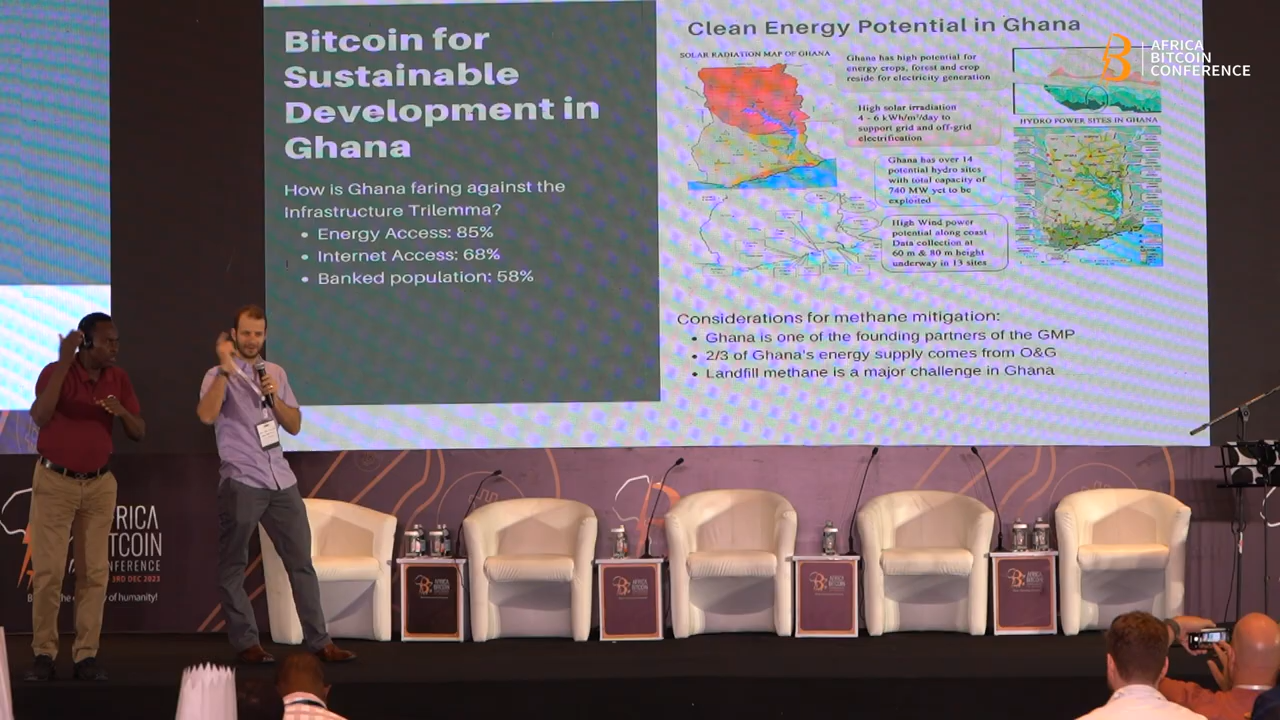 Bitcoin for
Sustainable
Development in
Ghana
How is Ghana faring against the
Infrastructure Trilemma?
• Energy Access: 85%
• Internet Access: 68%
• Banked population: 58%
Clean Energy Potential in Ghana
SOLAR RADIATION MAP OF GHANA
Ghana has high potential for
energy crops, forest and crop
reside for electricity generation
High solar irradiation
4 - 6 kWh/m²/day to
support grid and off-grid
electrification
Ghana has over 14
potential hydro sites
with total capacity of
740 MW yet to be
exploited
High Wind power
potential along coast
Data collection at
60 m & 80 m height
underway in 13 sites
HYDRO POWER SITES IN GHANA
Considerations for methane mitigation:
• Ghana is one of the founding partners of the GMP
• 2/3 of Ghana's energy supply comes from O&G
• Landfill methane is a major challenge in Ghana
AFRICA
BITCOIN
CONFERENCE
FRICA
TCOIN
NFERENCE
3RD DEC 2023
of humanity!